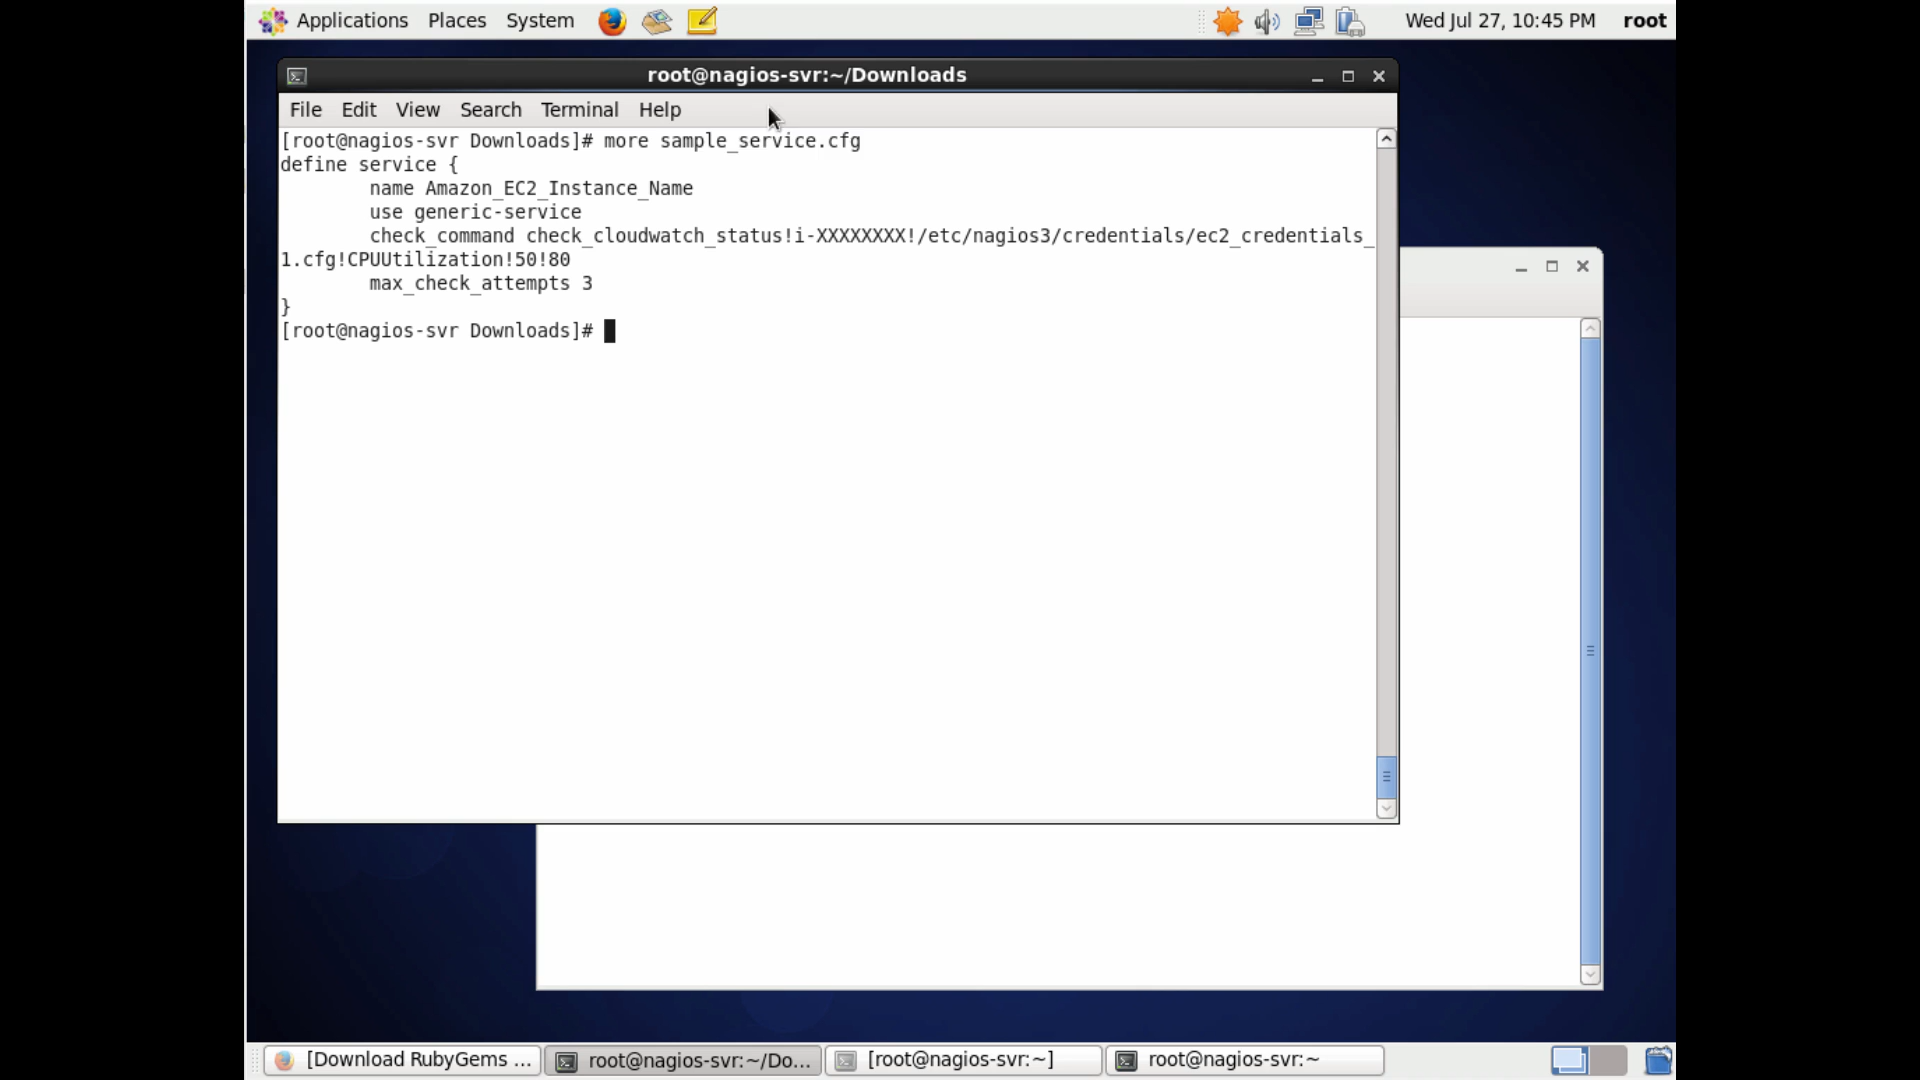 Applications Places System Wed Jul 27, 10:45 PM root
root@nagios-svr:~/Downloads
File Edit View Search Terminal Help
[root@nagios-svr Downloads]# more sample_service.cfg
define service {
name Amazon_EC2_Instance_Name
use generic-service
check_command check_cloudwatch_status!i-XXXXXXXX!/etc/nagios3/credentials/ec2_credentials_
1.cfg!CPUUtilization!50!80
max_check_attempts 3
}
[root@nagios-svr Downloads]#
[Download RubyGems ... root@nagios-svr:~/Do... [root@nagios-svr:~] root@nagios-svr:~